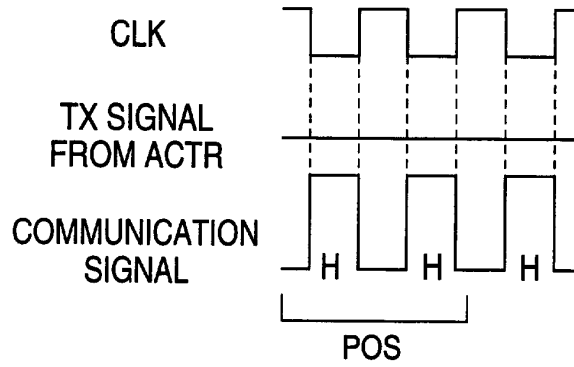 CLK
TX SIGNAL
FROM ACTR
COMMUNICATION
SIGNAL
H H H
POS